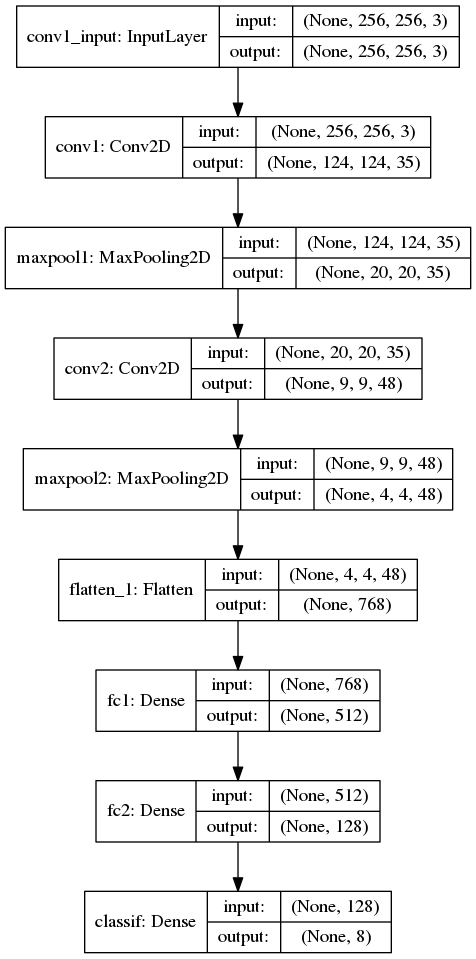 conv1_input: InputLayer
input: (None, 256, 256, 3)
output: (None, 256, 256, 3)
conv1: Conv2D
input: (None, 256, 256, 3)
output: (None, 124, 124, 35)
maxpool1: MaxPooling2D
input: (None, 124, 124, 35)
output: (None, 20, 20, 35)
conv2: Conv2D
input: (None, 20, 20, 35)
output: (None, 9, 9, 48)
maxpool2: MaxPooling2D
input: (None, 9, 9, 48)
output: (None, 4, 4, 48)
flatten_1: Flatten
input: (None, 4, 4, 48)
output: (None, 768)
fc1: Dense
input: (None, 768)
output: (None, 512)
fc2: Dense
input: (None, 512)
output: (None, 128)
classif: Dense
input: (None, 128)
output: (None, 8)